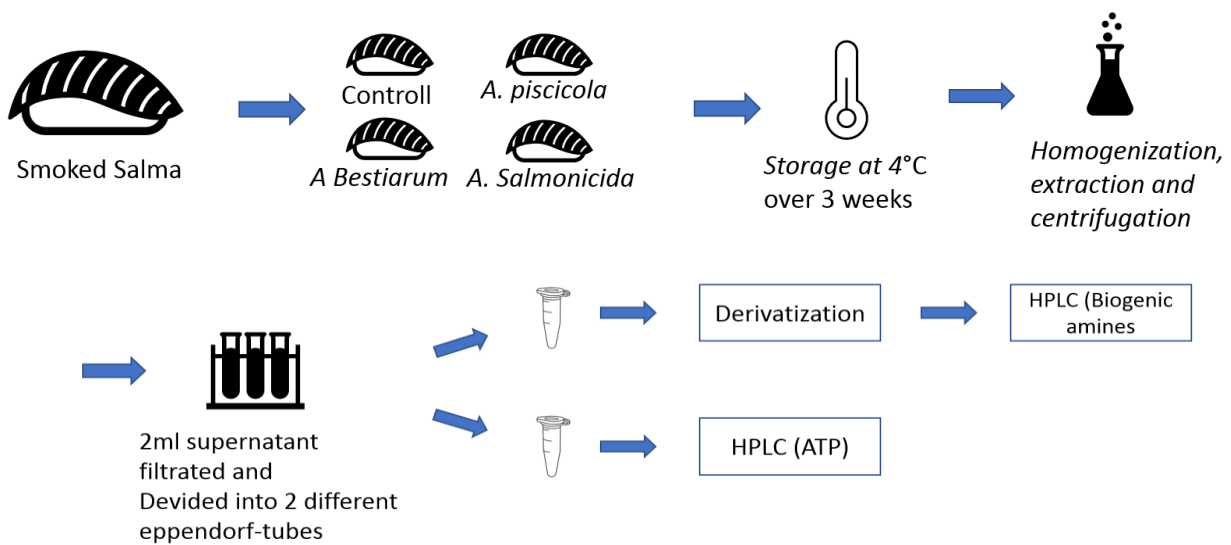 Smoked Salma
Controll
A. piscicola
A Bestiarum
A. Salmonicida
Storage at 4°C
over 3 weeks
Homogenization,
extraction and
centrifugation
2ml supernatant
filtrated and
Devided into 2 different
eppendorf-tubes
Derivatization
HPLC (Biogenic
amines
HPLC (ATP)